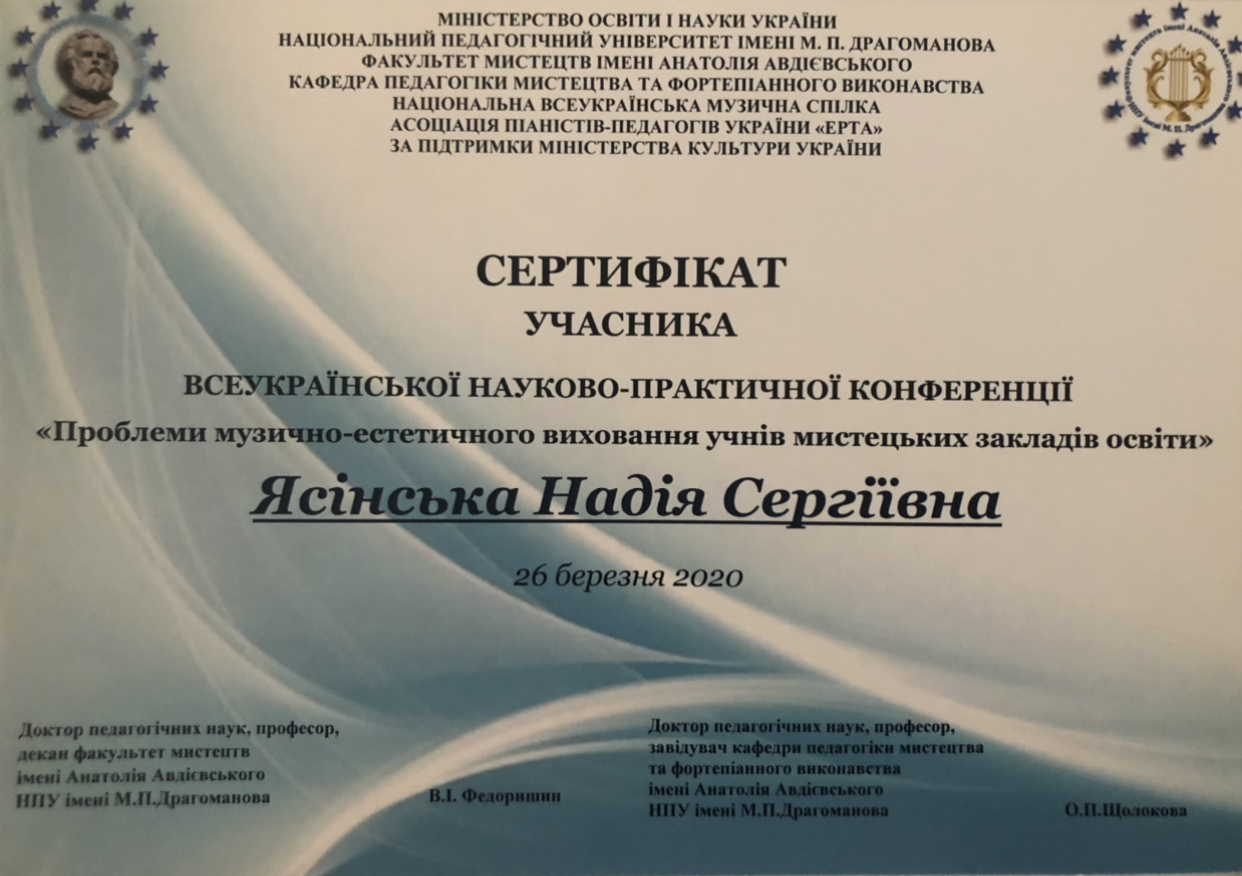 МІНІСТЕРСТВО ОСВІТИ І НАУКИ УКРАЇНИ
НАЦІОНАЛЬНИЙ ПЕДАГОГІЧНИЙ УНІВЕРСИТЕТ ІМЕНІ М. П. ДРАГОМАНОВА
ФАКУЛЬТЕТ МИСТЕЦТВ ІМЕНІ АНАТОЛІЯ АВДІЄВСЬКОГО
КАФЕДРА ПЕДАГОГІКИ МИСТЕЦТВА ТА ФОРТЕПІАННОГО ВИКОНАВСТВА
НАЦІОНАЛЬНА ВСЕУКРАЇНСЬКА МУЗИЧНА СПІЛКА
АСОЦІАЦІЯ ПІАНІСТІВ-ПЕДАГОГІВ УКРАЇНИ «ЕРТА»
ЗА ПІДТРИМКИ МІНІСТЕРСТВА КУЛЬТУРИ УКРАЇНИ
СЕРТИФІКАТ
УЧАСНИКА
ВСЕУКРАЇНСЬКОЇ НАУКОВО-ПРАКТИЧНОЇ КОНФЕРЕНЦІЇ
«Проблеми музично-естетичного виховання учнів мистецьких закладів освіти»
Ясінська Надія Сергіївна
26 березня 2020
Доктор педагогічних наук, професор,
декан факультет мистецтв
імені Анатолія Авдієвського
НПУ імені М.П.Драгоманова
В.І. Федоришин
Доктор педагогічних наук, професор,
завідувач кафедри педагогіки мистецтва
та фортепіанного виконавства
імені Анатолія Авдієвського
НПУ імені М.П.Драгоманова
О.П.Щолокова